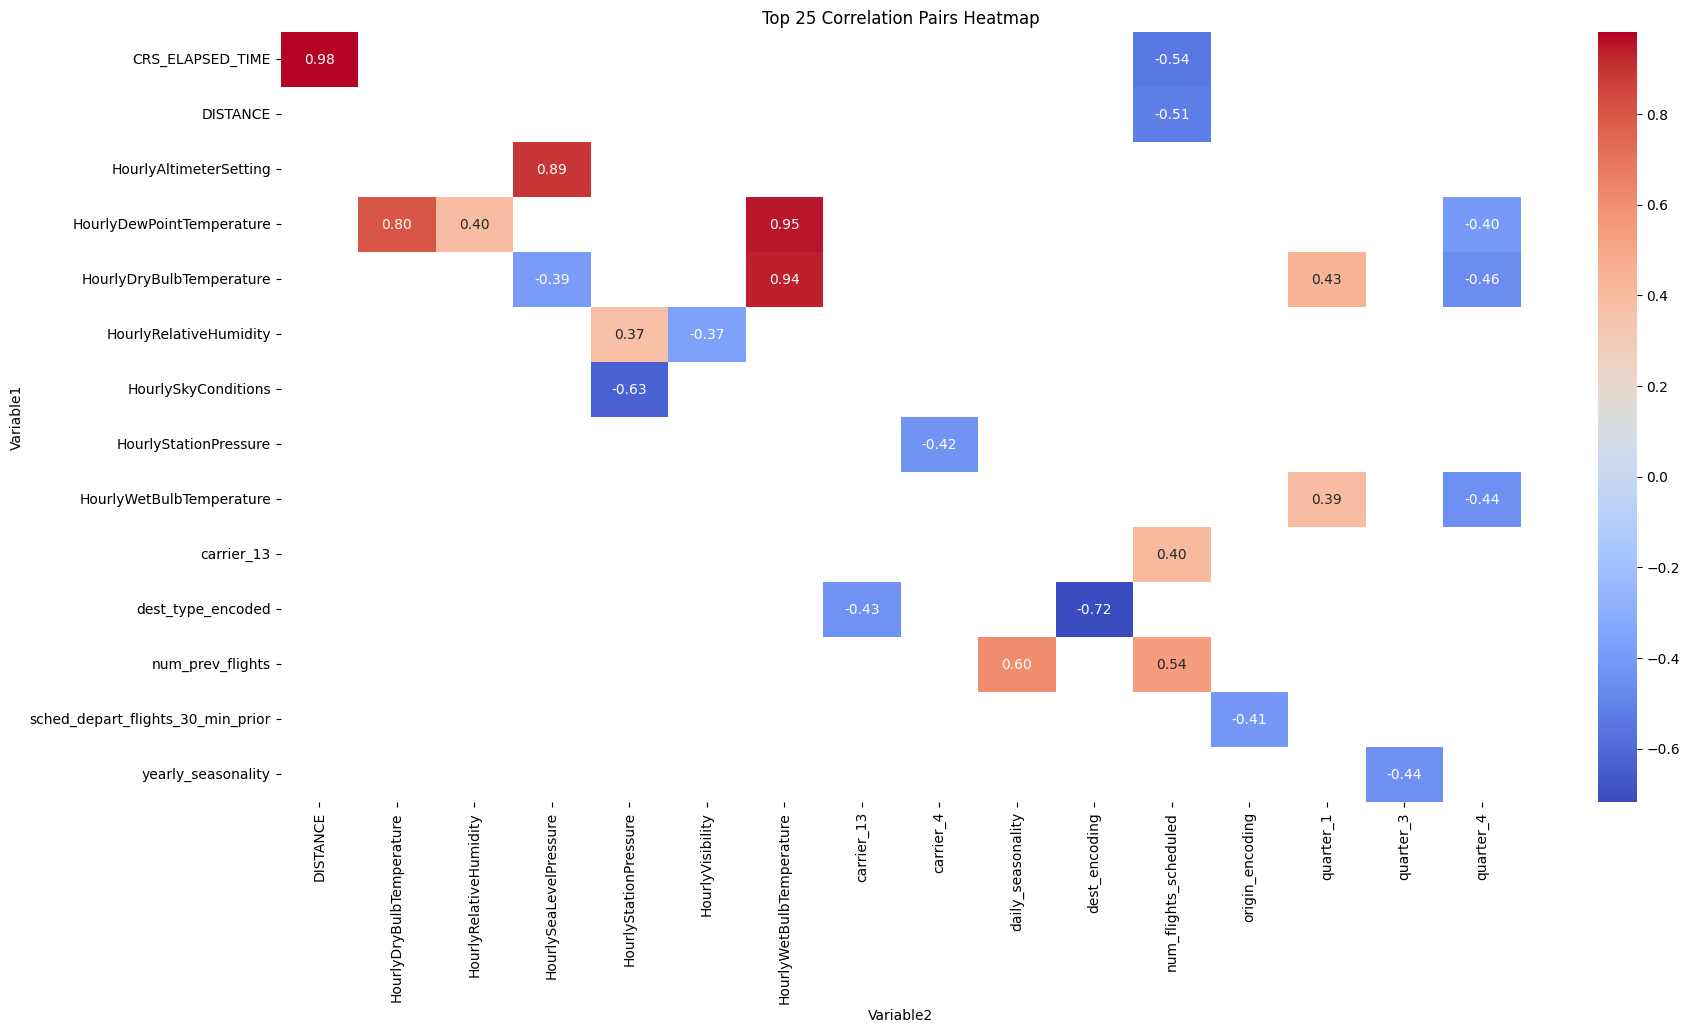 Top 25 Correlation Pairs Heatmap
Variable1
CRS_ELAPSED_TIME 0.98 -0.54
DISTANCE -0.51
HourlyAltimeterSetting 0.89
HourlyDewPointTemperature 0.80 0.40 0.95 -0.40
HourlyDryBulbTemperature -0.39 0.94 0.43 -0.46
HourlyRelativeHumidity 0.37 -0.37
HourlySkyConditions -0.63
HourlyStationPressure -0.42
HourlyWetBulbTemperature 0.39 -0.44
carrier_13 0.40
dest_type_encoded -0.43 -0.72
num_prev_flights 0.60 0.54
sched_depart_flights_30_min_prior -0.41
yearly_seasonality -0.44
DISTANCE
HourlyDryBulbTemperature
HourlyRelativeHumidity
HourlySeaLevelPressure
HourlyStationPressure
HourlyVisibility
HourlyWetBulbTemperature
carrier_13
carrier_4
daily_seasonality
dest_encoding
num_flights_scheduled
origin_encoding
quarter_1
quarter_3
quarter_4
Variable2
0.8
0.6
0.4
0.2
0.0
−0.2
−0.4
−0.6